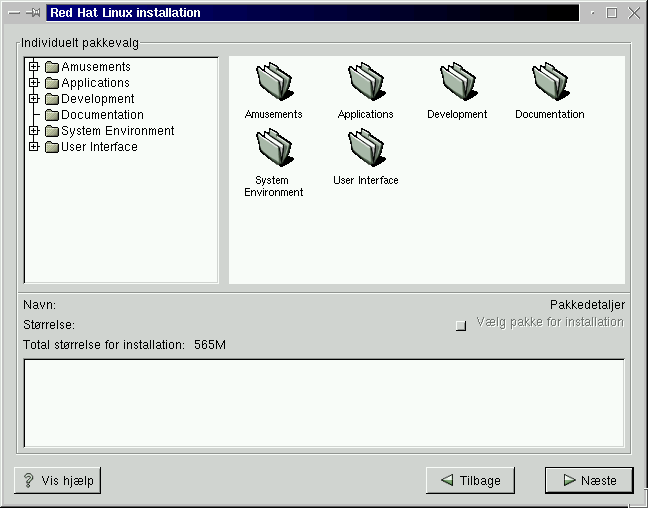 Red Hat Linux installation
Individuelt pakkevalg
Amusements
Applications
Development
Documentation
System Environment
User Interface
Amusements
Applications
Development
Documentation
System
Environment
User Interface
Navn:
Pakkedetaljer
Størrelse:
Vælg pakke for installation
Total størrelse for installation: 565M
? Vis hjælp
Tilbage
Næste